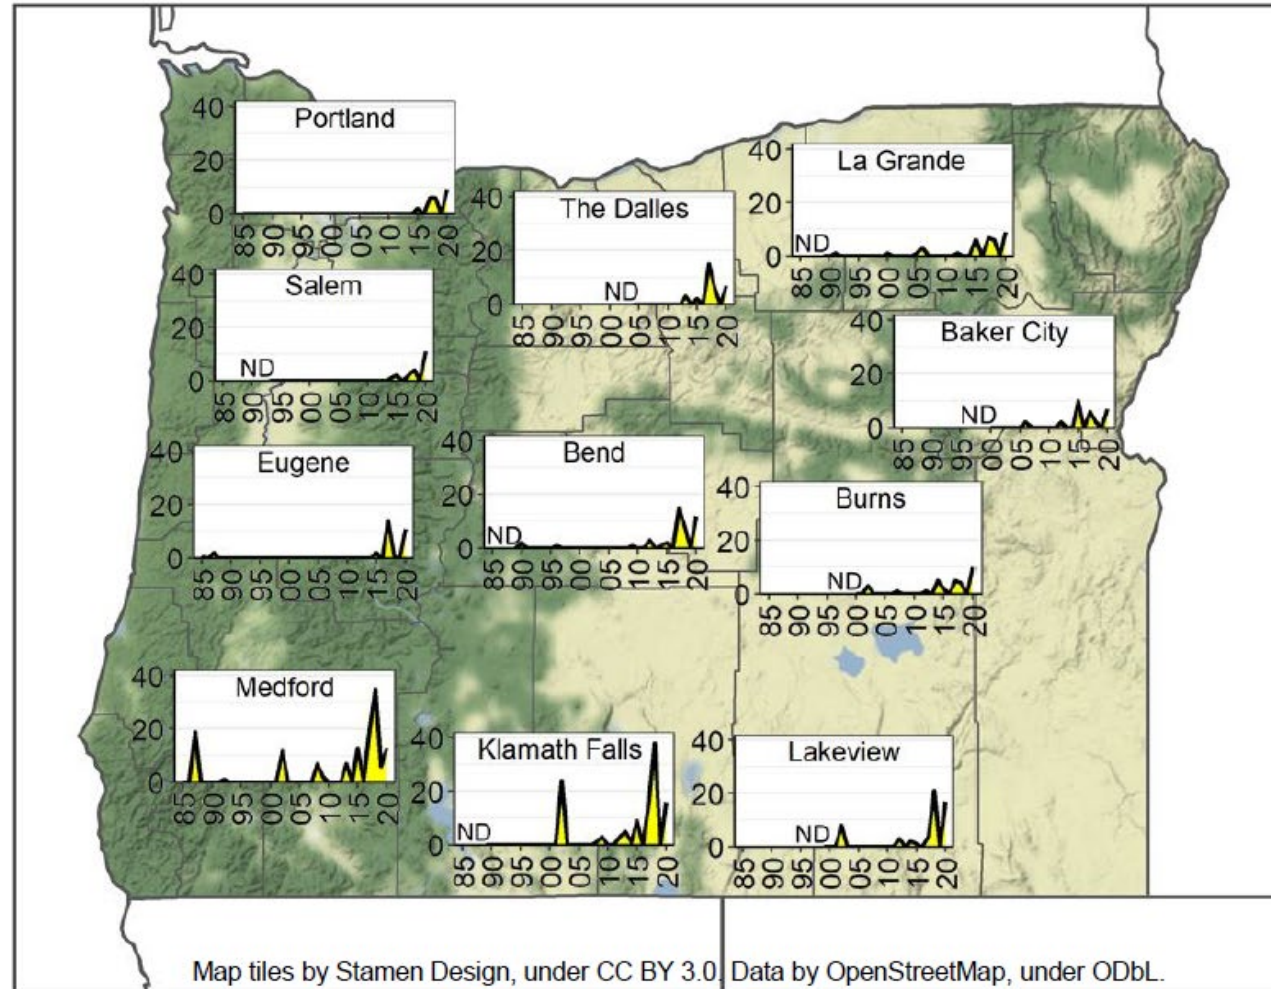 Portland
40
20
0
85 90 95 00 05 10 15 20
La Grande
40
20
0
ND
85 90 95 00 05 10 15 20
The Dalles
40
20
0
ND
85 90 95 00 05 10 15 20
Salem
40
20
0
ND
85 90 95 00 05 10 15 20
Baker City
40
20
0
ND
85 90 95 00 05 10 15 20
Eugene
40
20
0
85 90 95 00 05 10 15 20
Bend
40
20
0
ND
85 90 95 00 05 10 15 20
Burns
40
20
0
ND
85 90 95 00 05 10 15 20
Medford
40
20
0
85 90 95 00 05 10 15 20
Klamath Falls
40
20
0
ND
85 90 95 00 05 10 15 20
Lakeview
40
20
0
ND
85 90 95 00 05 10 15 20
Map tiles by Stamen Design, under CC BY 3.0. Data by OpenStreetMap, under ODbL.